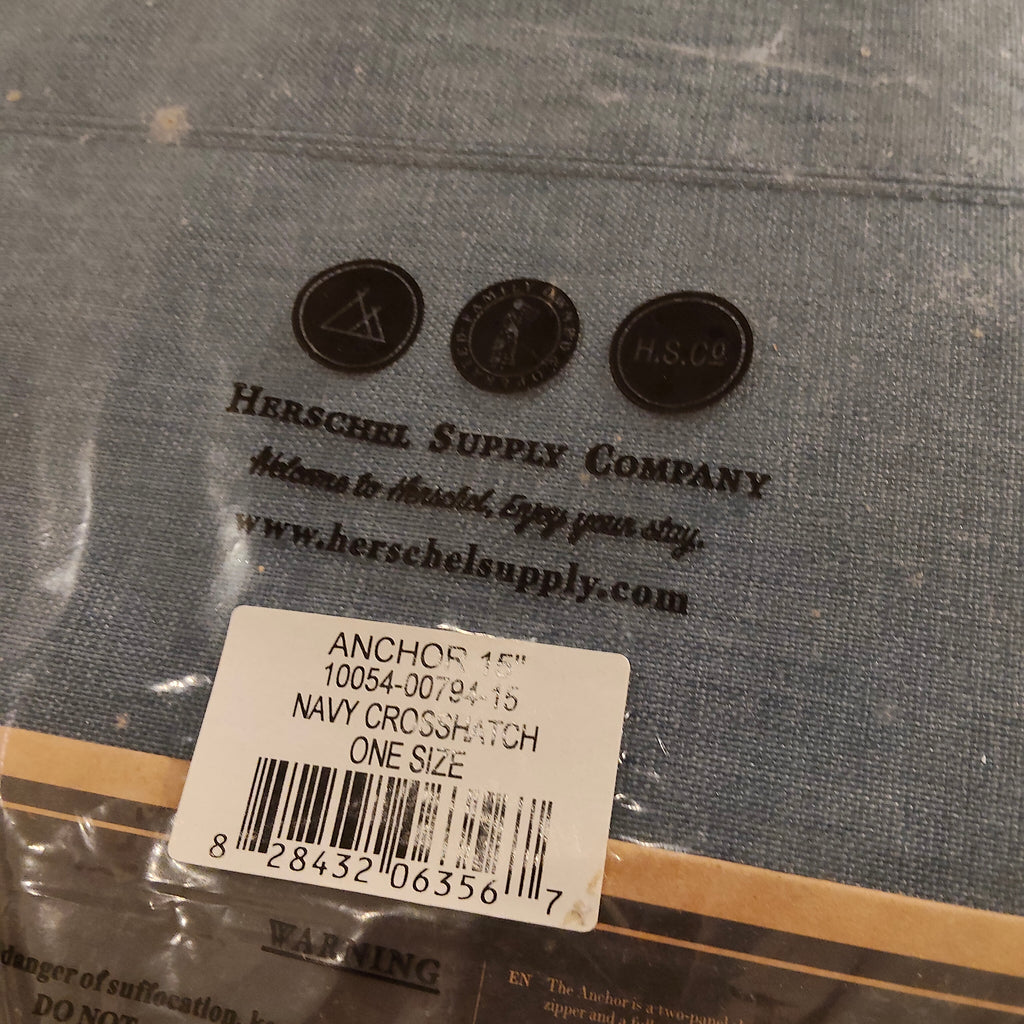 H.S.Co
HERSCHEL SUPPLY COMPANY
Welcome to Herschel, Enjoy your stay.
www.herschelsupply.com
ANCHOR 15"
10054-00794-15
NAVY CROSSHATCH
ONE SIZE
8 28432 06356 7
WARNING
danger of suffocation,
DO NOT
EN The Anchor is a two-panel
zipper and a